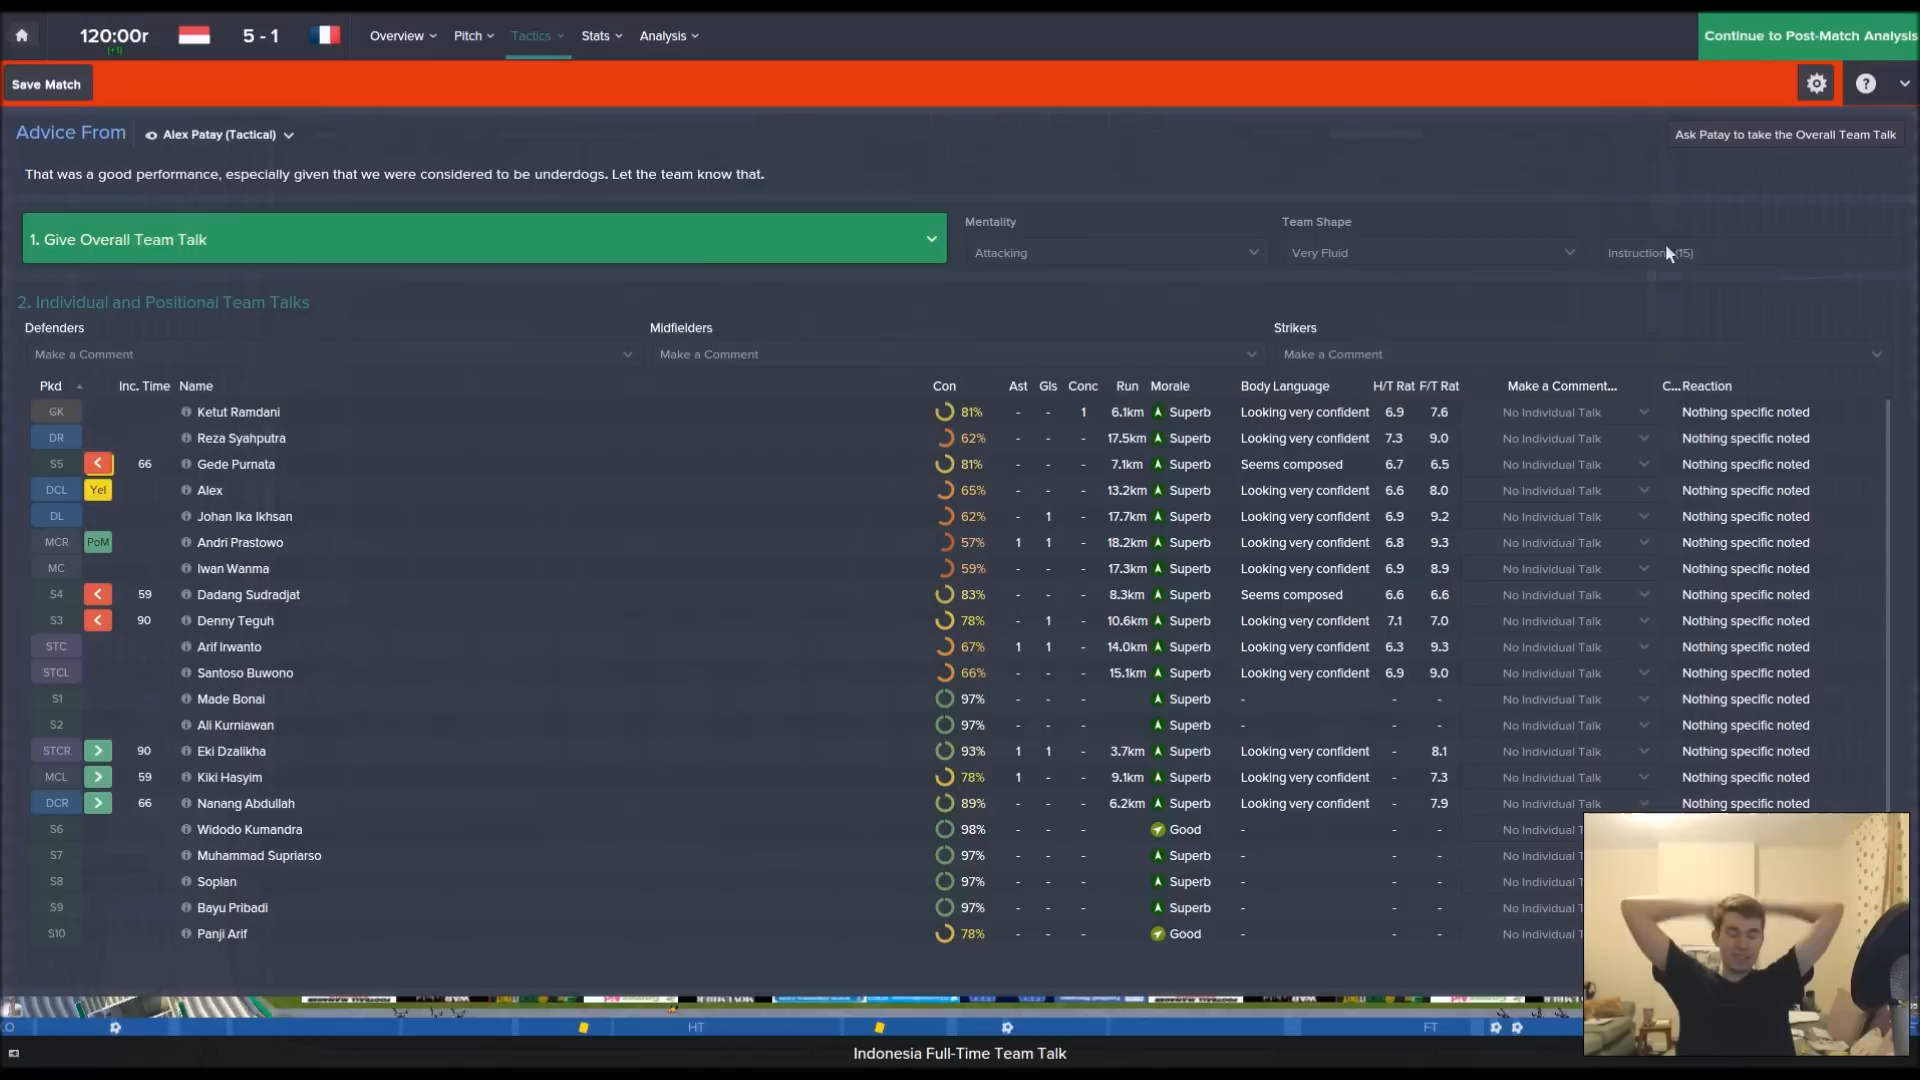 120:00r 5 - 1 Overview Pitch Tactics Stats Analysis Continue to Post-Match Analysis
(+1)
Save Match ?
Advice From Alex Patay (Tactical) Ask Patay to take the Overall Team Talk
That was a good performance, especially given that we were considered to be underdogs. Let the team know that.
Mentality Team Shape
1. Give Overall Team Talk Attacking Very Fluid Instruction (15)
2. Individual and Positional Team Talks
Defenders Midfielders Strikers
Make a Comment Make a Comment Make a Comment
Pkd Inc. Time Name Con Ast Gls Conc Run Morale Body Language H/T Rat F/T Rat Make a Comment... C... Reaction
GK Ketut Ramdani 81% - - 1 6.1km Superb Looking very confident 6.9 7.6 No Individual Talk Nothing specific noted
DR Reza Syahputra 62% - - - 17.5km Superb Looking very confident 7.3 9.0 No Individual Talk Nothing specific noted
S5 66 Gede Purnata 81% - - - 7.1km Superb Seems composed 6.7 6.5 No Individual Talk Nothing specific noted
DCL Yel Alex 65% - - - 13.2km Superb Looking very confident 6.6 8.0 No Individual Talk Nothing specific noted
DL Johan Ika Ikhsan 62% - 1 - 17.7km Superb Looking very confident 6.9 9.2 No Individual Talk Nothing specific noted
MCR PoM Andri Prastowo 57% 1 1 - 18.2km Superb Looking very confident 6.8 9.3 No Individual Talk Nothing specific noted
MC Iwan Wanma 59% - - - 17.3km Superb Looking very confident 6.9 8.9 No Individual Talk Nothing specific noted
S4 59 Dadang Sudradjat 83% - - - 8.3km Superb Seems composed 6.6 6.6 No Individual Talk Nothing specific noted
S3 90 Denny Teguh 78% - 1 - 10.6km Superb Looking very confident 7.1 7.0 No Individual Talk Nothing specific noted
STC Arif Irwanto 67% 1 1 - 14.0km Superb Looking very confident 6.3 9.3 No Individual Talk Nothing specific noted
STCL Santoso Buwono 66% - - - 15.1km Superb Looking very confident 6.9 9.0 No Individual Talk Nothing specific noted
S1 Made Bonai 97% - - - Superb - - - No Individual Talk Nothing specific noted
S2 Ali Kurniawan 97% - - - Superb - - - No Individual Talk Nothing specific noted
STCR 90 Eki Dzalikha 93% 1 1 - 3.7km Superb Looking very confident - 8.1 No Individual Talk Nothing specific noted
MCL 59 Kiki Hasyim 78% 1 - - 9.1km Superb Looking very confident - 7.3 No Individual Talk Nothing specific noted
DCR 66 Nanang Abdullah 89% - - - 6.2km Superb Looking very confident - 7.9 No Individual Talk Nothing specific noted
S6 Widodo Kumandra 98% - - - Good - - - No Individual T
S7 Muhammad Supriarso 97% - - - Superb - - - No Individual T
S8 Sopian 97% - - - Superb - - - No Individual T
S9 Bayu Pribadi 97% - - - Superb - - - No Individual T
S10 Panji Arif 78% - - - Good - - - No Individual T
KO HT FT
Indonesia Full-Time Team Talk